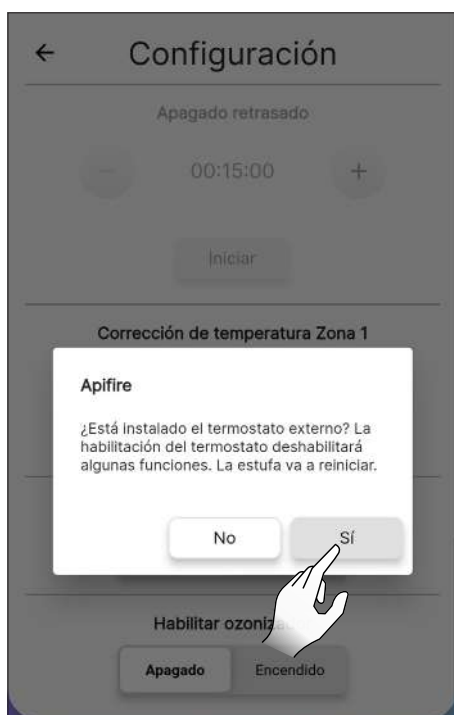 ← Configuración
Apagado retrasado
− 00:15:00 +
Iniciar
Corrección de temperatura Zona 1
Apifire
¿Está instalado el termostato externo? La
habilitación del termostato deshabilitará
algunas funciones. La estufa va a reiniciar.
No Sí
Habilitar
Apagado Encendido